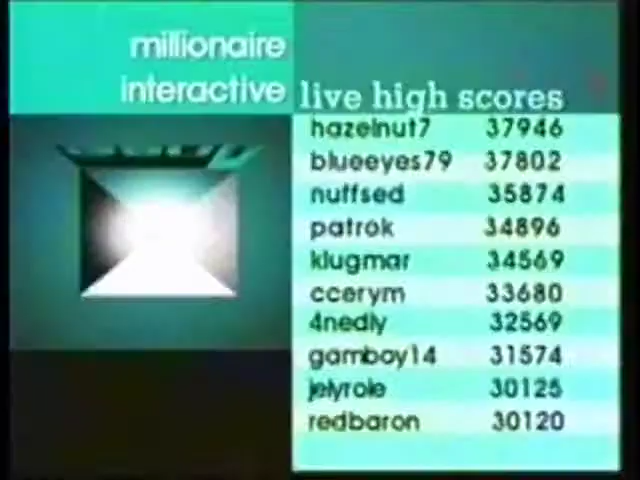 millionaire
interactive
live high scores
hazelnut7 37946
blueeyes79 37802
nuffsed 35874
patrok 34896
klugmar 34569
ccerym 33680
4nedly 32569
gamboy14 31574
jelyrole 30125
redbaron 30120